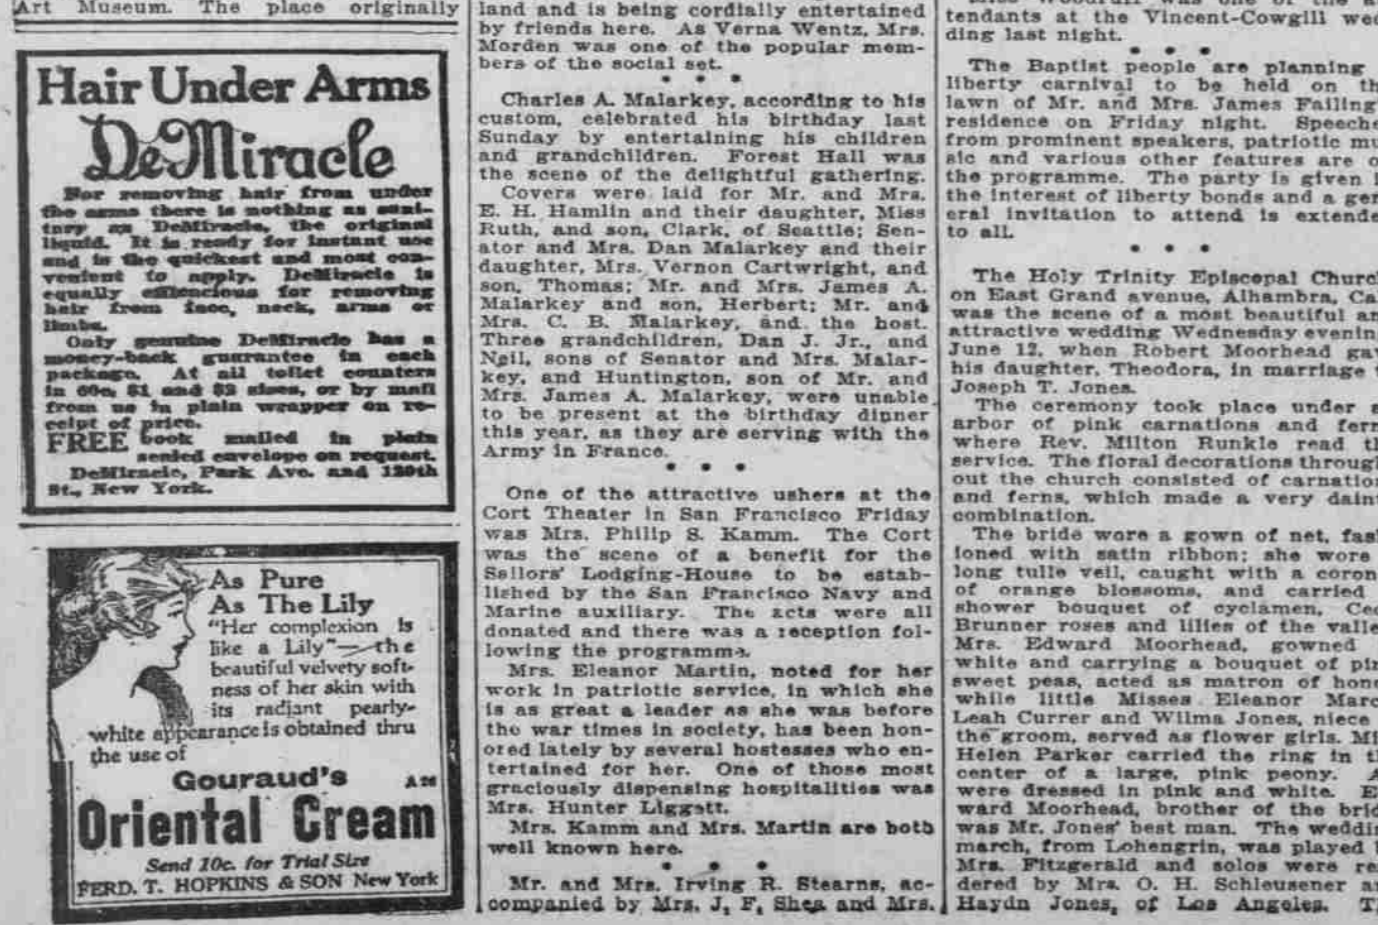 Art Museum. The place originally
Hair Under Arms
DeMiracle
For removing hair from under
the arms there is nothing as sani-
tary as DeMiracle, the original
liquid. It is ready for instant use
and is the quickest and most con-
venient to apply. DeMiracle is
equally efficacious for removing
hair from face, neck, arms or
limbs.
Only genuine DeMiracle has a
money-back guarantee in each
package. At all toilet counters
in 60c, $1 and $2 sizes, or by mail
from us in plain wrapper on re-
ceipt of price.
FREE book mailed in plain
sealed envelope on request.
DeMiracle, Park Ave. and 129th
St., New York.
As Pure
As The Lily
"Her complexion is
like a Lily"—the
beautiful velvety soft-
ness of her skin with
its radiant pearly-
white appearance is obtained thru
the use of
Gouraud's A 26
Oriental Cream
Send 10c. for Trial Size
FERD. T. HOPKINS & SON New York
land and is being cordially entertained
by friends here. As Verna Wentz, Mrs.
Morden was one of the popular mem-
bers of the social set.
* * *
Charles A. Malarkey, according to his
custom, celebrated his birthday last
Sunday by entertaining his children
and grandchildren. Forest Hall was
the scene of the delightful gathering.
Covers were laid for Mr. and Mrs.
E. H. Hamlin and their daughter, Miss
Ruth, and son, Clark, of Seattle; Sen-
ator and Mrs. Dan Malarkey and their
daughter, Mrs. Vernon Cartwright, and
son, Thomas; Mr. and Mrs. James A.
Malarkey and son, Herbert; Mr. and
Mrs. C. B. Malarkey, and the host.
Three grandchildren, Dan J. Jr., and
Neil, sons of Senator and Mrs. Malar-
key, and Huntington, son of Mr. and
Mrs. James A. Malarkey, were unable
to be present at the birthday dinner
this year, as they are serving with the
Army in France.
* * *
One of the attractive ushers at the
Cort Theater in San Francisco Friday
was Mrs. Philip S. Kamm. The Cort
was the scene of a benefit for the
Sailors' Lodging-House to be estab-
lished by the San Francisco Navy and
Marine auxiliary. The acts were all
donated and there was a reception fol-
lowing the programme.
Mrs. Eleanor Martin, noted for her
work in patriotic service, in which she
is as great a leader as she was before
the war times in society, has been hon-
ored lately by several hostesses who en-
tertained for her. One of those most
graciously dispensing hospitalities was
Mrs. Hunter Liggett.
Mrs. Kamm and Mrs. Martin are both
well known here.
* * *
Mr. and Mrs. Irving R. Stearns, ac-
companied by Mrs. J. F. Shea and Mrs.
tendants at the Vincent-Cowgill wed
ding last night.
* * *
The Baptist people are planning
liberty carnival to be held on th
lawn of Mr. and Mrs. James Failing
residence on Friday night. Speeche
from prominent speakers, patriotic mu
sic and various other features are o
the programme. The party is given i
the interest of liberty bonds and a gen
eral invitation to attend is extende
to all.
* * *
The Holy Trinity Episcopal Church
on East Grand avenue, Alhambra, Ca
was the scene of a most beautiful an
attractive wedding Wednesday evenin
June 12, when Robert Moorhead gav
his daughter, Theodora, in marriage t
Joseph T. Jones.
The ceremony took place under a
arbor of pink carnations and fern
where Rev. Milton Runkle read th
service. The floral decorations through
out the church consisted of carnation
and ferns, which made a very daint
combination.
The bride wore a gown of net, fash
ioned with satin ribbon; she wore
long tulle veil, caught with a coron
of orange blossoms, and carried
shower bouquet of cyclamen, Cec
Brunner roses and lilies of the valle
Mrs. Edward Moorhead, gowned
white and carrying a bouquet of pin
sweet peas, acted as matron of hono
while little Misses Eleanor Marc
Leah Currer and Wilma Jones, niece
the groom, served as flower girls. Mi
Helen Parker carried the ring in th
center of a large, pink peony. A
were dressed in pink and white. E
ward Moorhead, brother of the brid
was Mr. Jones' best man. The weddin
march, from Lohengrin, was played b
Mrs. Fitzgerald and solos were re
dered by Mrs. O. H. Schleusener an
Haydn Jones, of Los Angeles. T